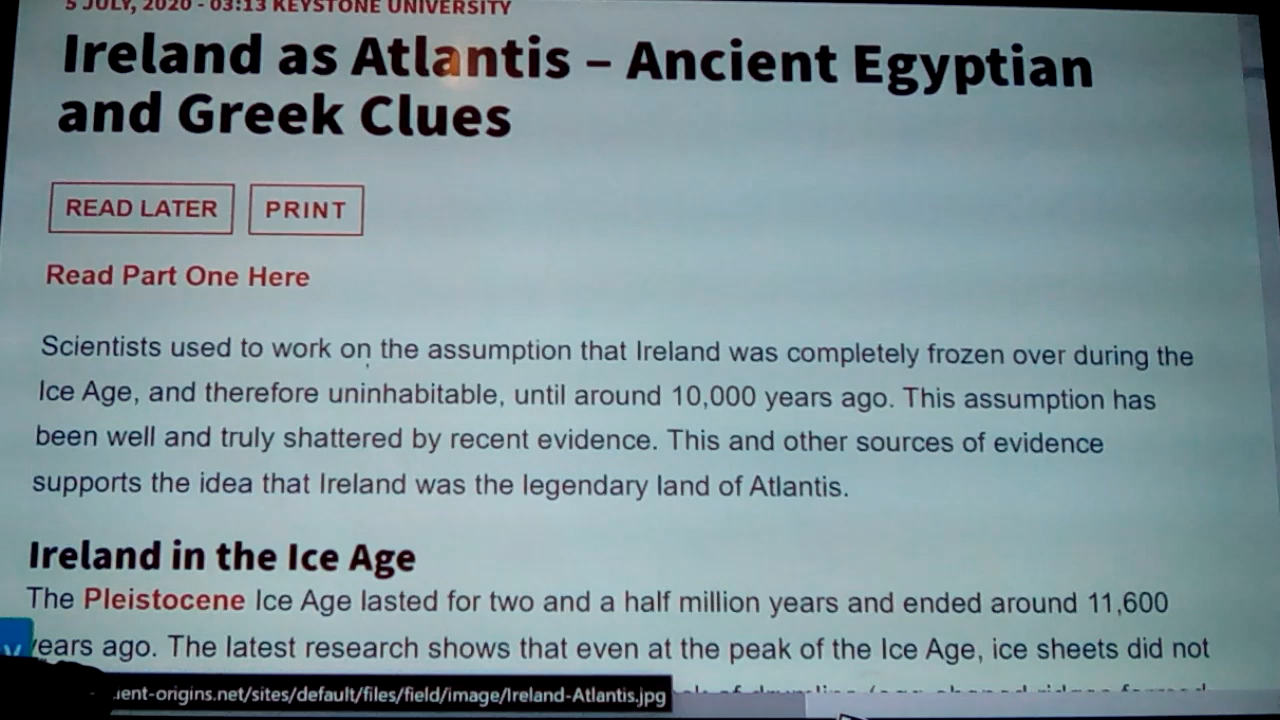 5 JULY, 2020 - 03:13 KEYSTONE UNIVERSITY
Ireland as Atlantis – Ancient Egyptian
and Greek Clues
READ LATER PRINT
Read Part One Here
Scientists used to work on the assumption that Ireland was completely frozen over during the
Ice Age, and therefore uninhabitable, until around 10,000 years ago. This assumption has
been well and truly shattered by recent evidence. This and other sources of evidence
supports the idea that Ireland was the legendary land of Atlantis.
Ireland in the Ice Age
The Pleistocene Ice Age lasted for two and a half million years and ended around 11,600
years ago. The latest research shows that even at the peak of the Ice Age, ice sheets did not
ient-origins.net/sites/default/files/field/image/Ireland-Atlantis.jpg